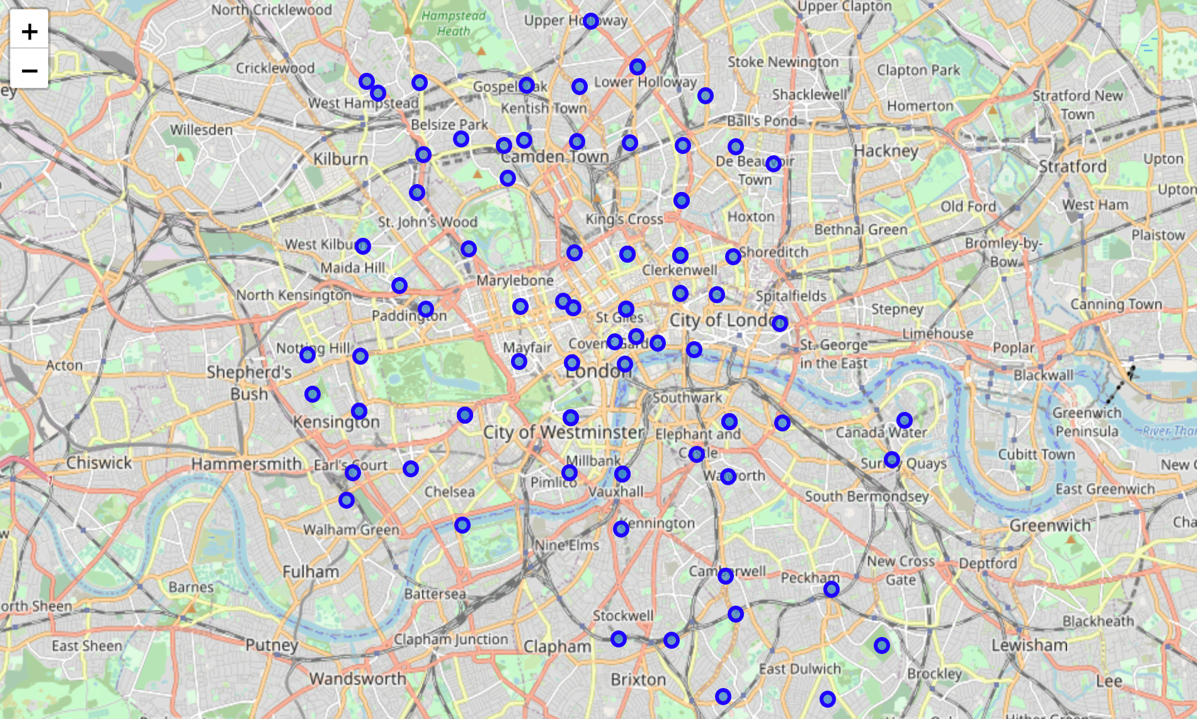 +
−
North Cricklewood
Hampstead
Heath
Upper Holloway
Upper Clapton
Cricklewood
Stoke Newington
Clapton Park
Lower Holloway
Gospel Oak
West Hampstead
Kentish Town
Shacklewell
Homerton
Stratford New
Town
Willesden
Belsize Park
Ball's Pond
Kilburn
Camden Town
De Beauvoir
Town
Hackney
Stratford
Upton
Upton
St. John's Wood
King's Cross
Hoxton
Old Ford
West Ham
West Kilburn
Bethnal Green
Bromley-by-
Bow
Plaistow
Maida Hill
Marylebone
Clerkenwell
Shoreditch
North Kensington
Paddington
St Giles
City of London
Spitalfields
Stepney
Canning Town
Limehouse
Notting Hill
Mayfair
Covent Garden
St. George
in the East
Poplar
Acton
Shepherd's
Bush
London
Blackwall
Southwark
Kensington
City of Westminster
Elephant and
Castle
Canada Water
Greenwich
Peninsula
River Tha
Chiswick
Hammersmith
Earl's Court
Millbank
Pimlico
Walworth
Surrey Quays
Cubitt Town
New C
Chelsea
Vauxhall
South Bermondsey
East Greenwich
Walham Green
Kennington
Greenwich
Cha
Nine Elms
Fulham
Camberwell
Peckham
New Cross
Gate
Deptford
Barnes
Battersea
orth Sheen
Stockwell
Blackheath
East Sheen
Putney
Clapham Junction
Clapham
Lewisham
Wandsworth
Brixton
East Dulwich
Brockley
Lee